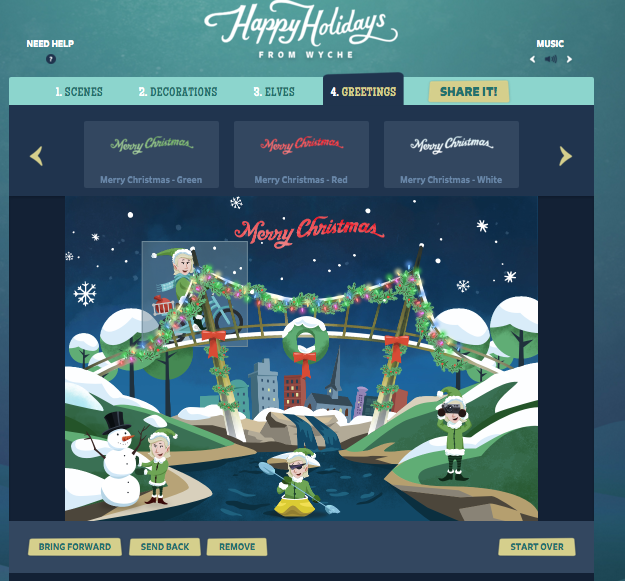 Happy Holidays
FROM WYCHE
NEED HELP
?
MUSIC
1. SCENES
2. DECORATIONS
3. ELVES
4. GREETINGS
SHARE IT!
Merry Christmas
Merry Christmas - Green
Merry Christmas
Merry Christmas - Red
Merry Christmas
Merry Christmas - White
Merry Christmas
BRING FORWARD
SEND BACK
REMOVE
START OVER